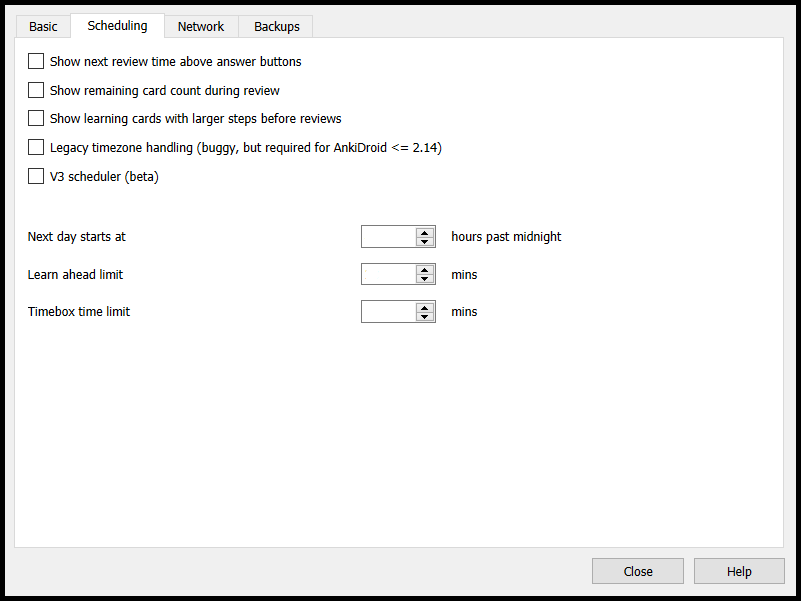 Basic Scheduling Network Backups
Show next review time above answer buttons
Show remaining card count during review
Show learning cards with larger steps before reviews
Legacy timezone handling (buggy, but required for AnkiDroid <= 2.14)
V3 scheduler (beta)
Next day starts at hours past midnight
Learn ahead limit mins
Timebox time limit mins
Close Help